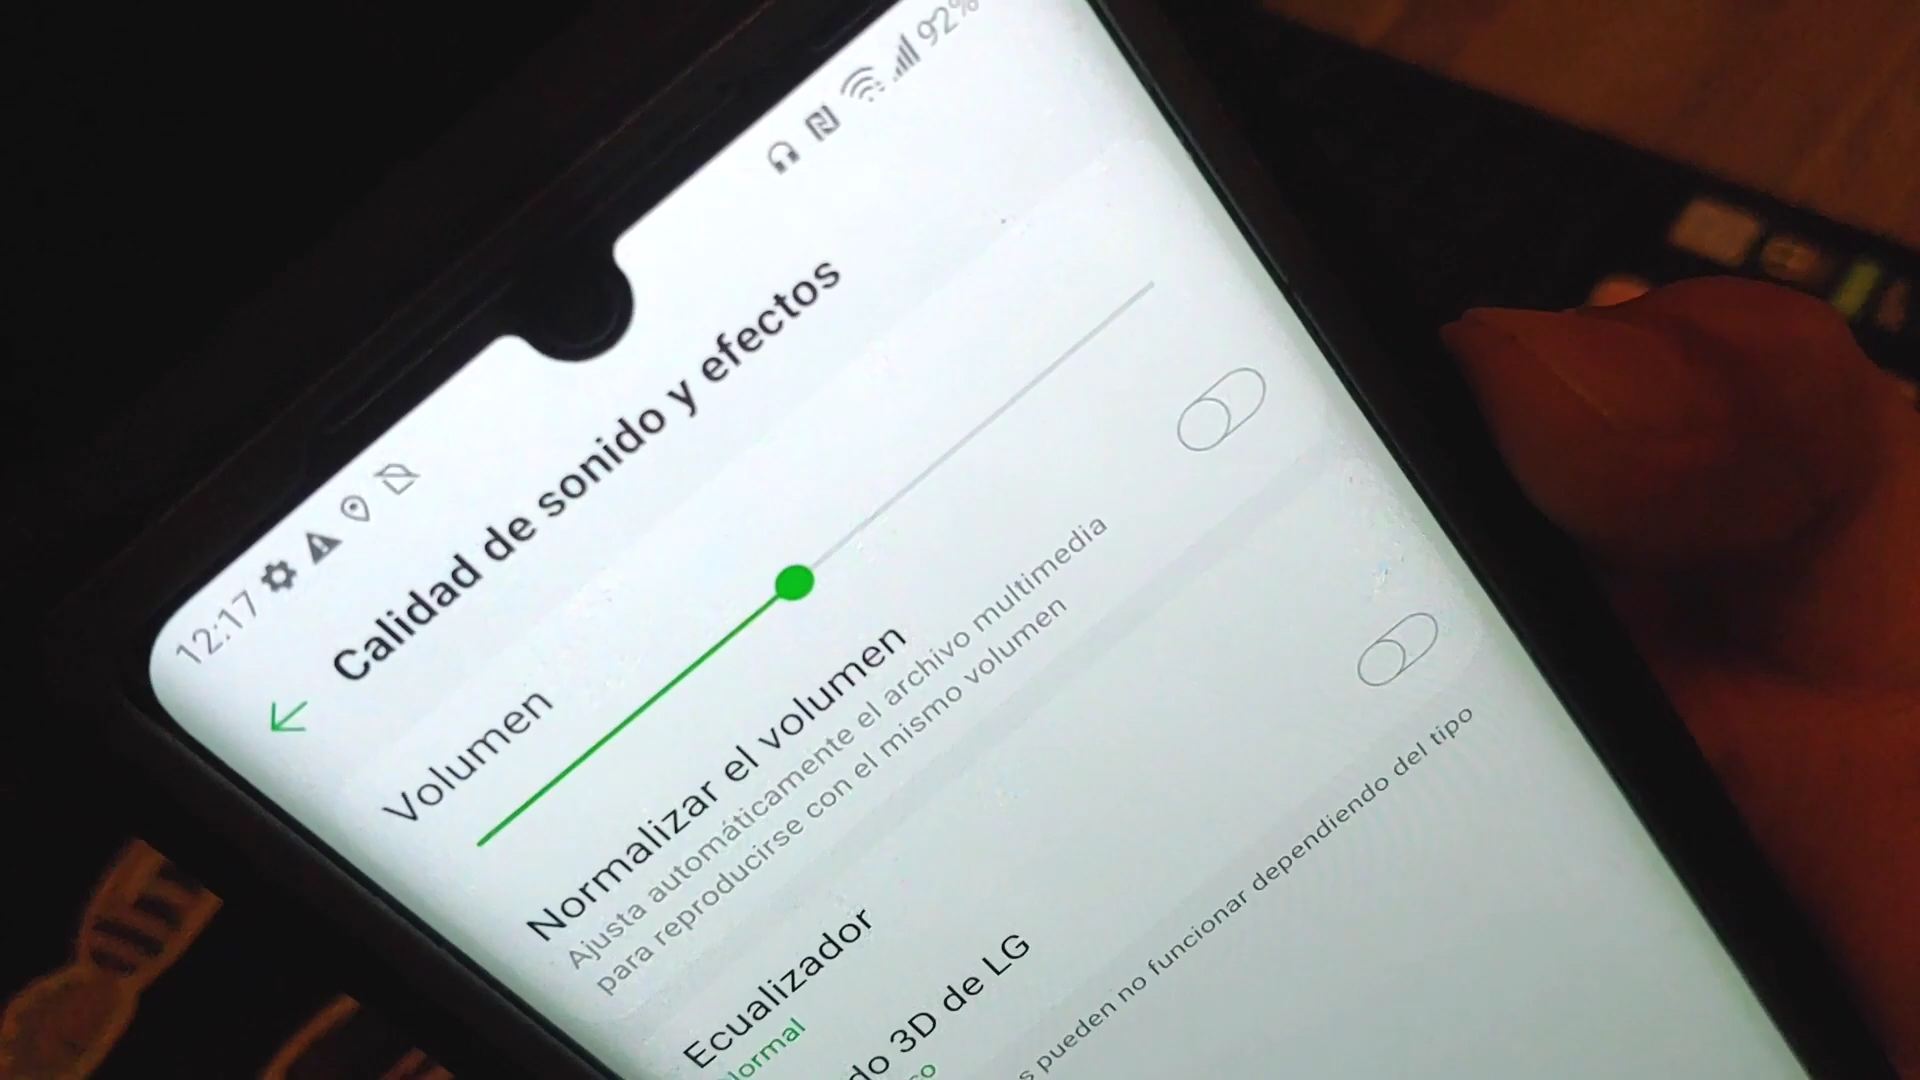 12:17 92%
Calidad de sonido y efectos
Volumen
Normalizar el volumen
Ajusta automáticamente el archivo multimedia
para reproducirse con el mismo volumen
Ecualizador
Normal
3D de LG
pueden no funcionar dependiendo del tipo